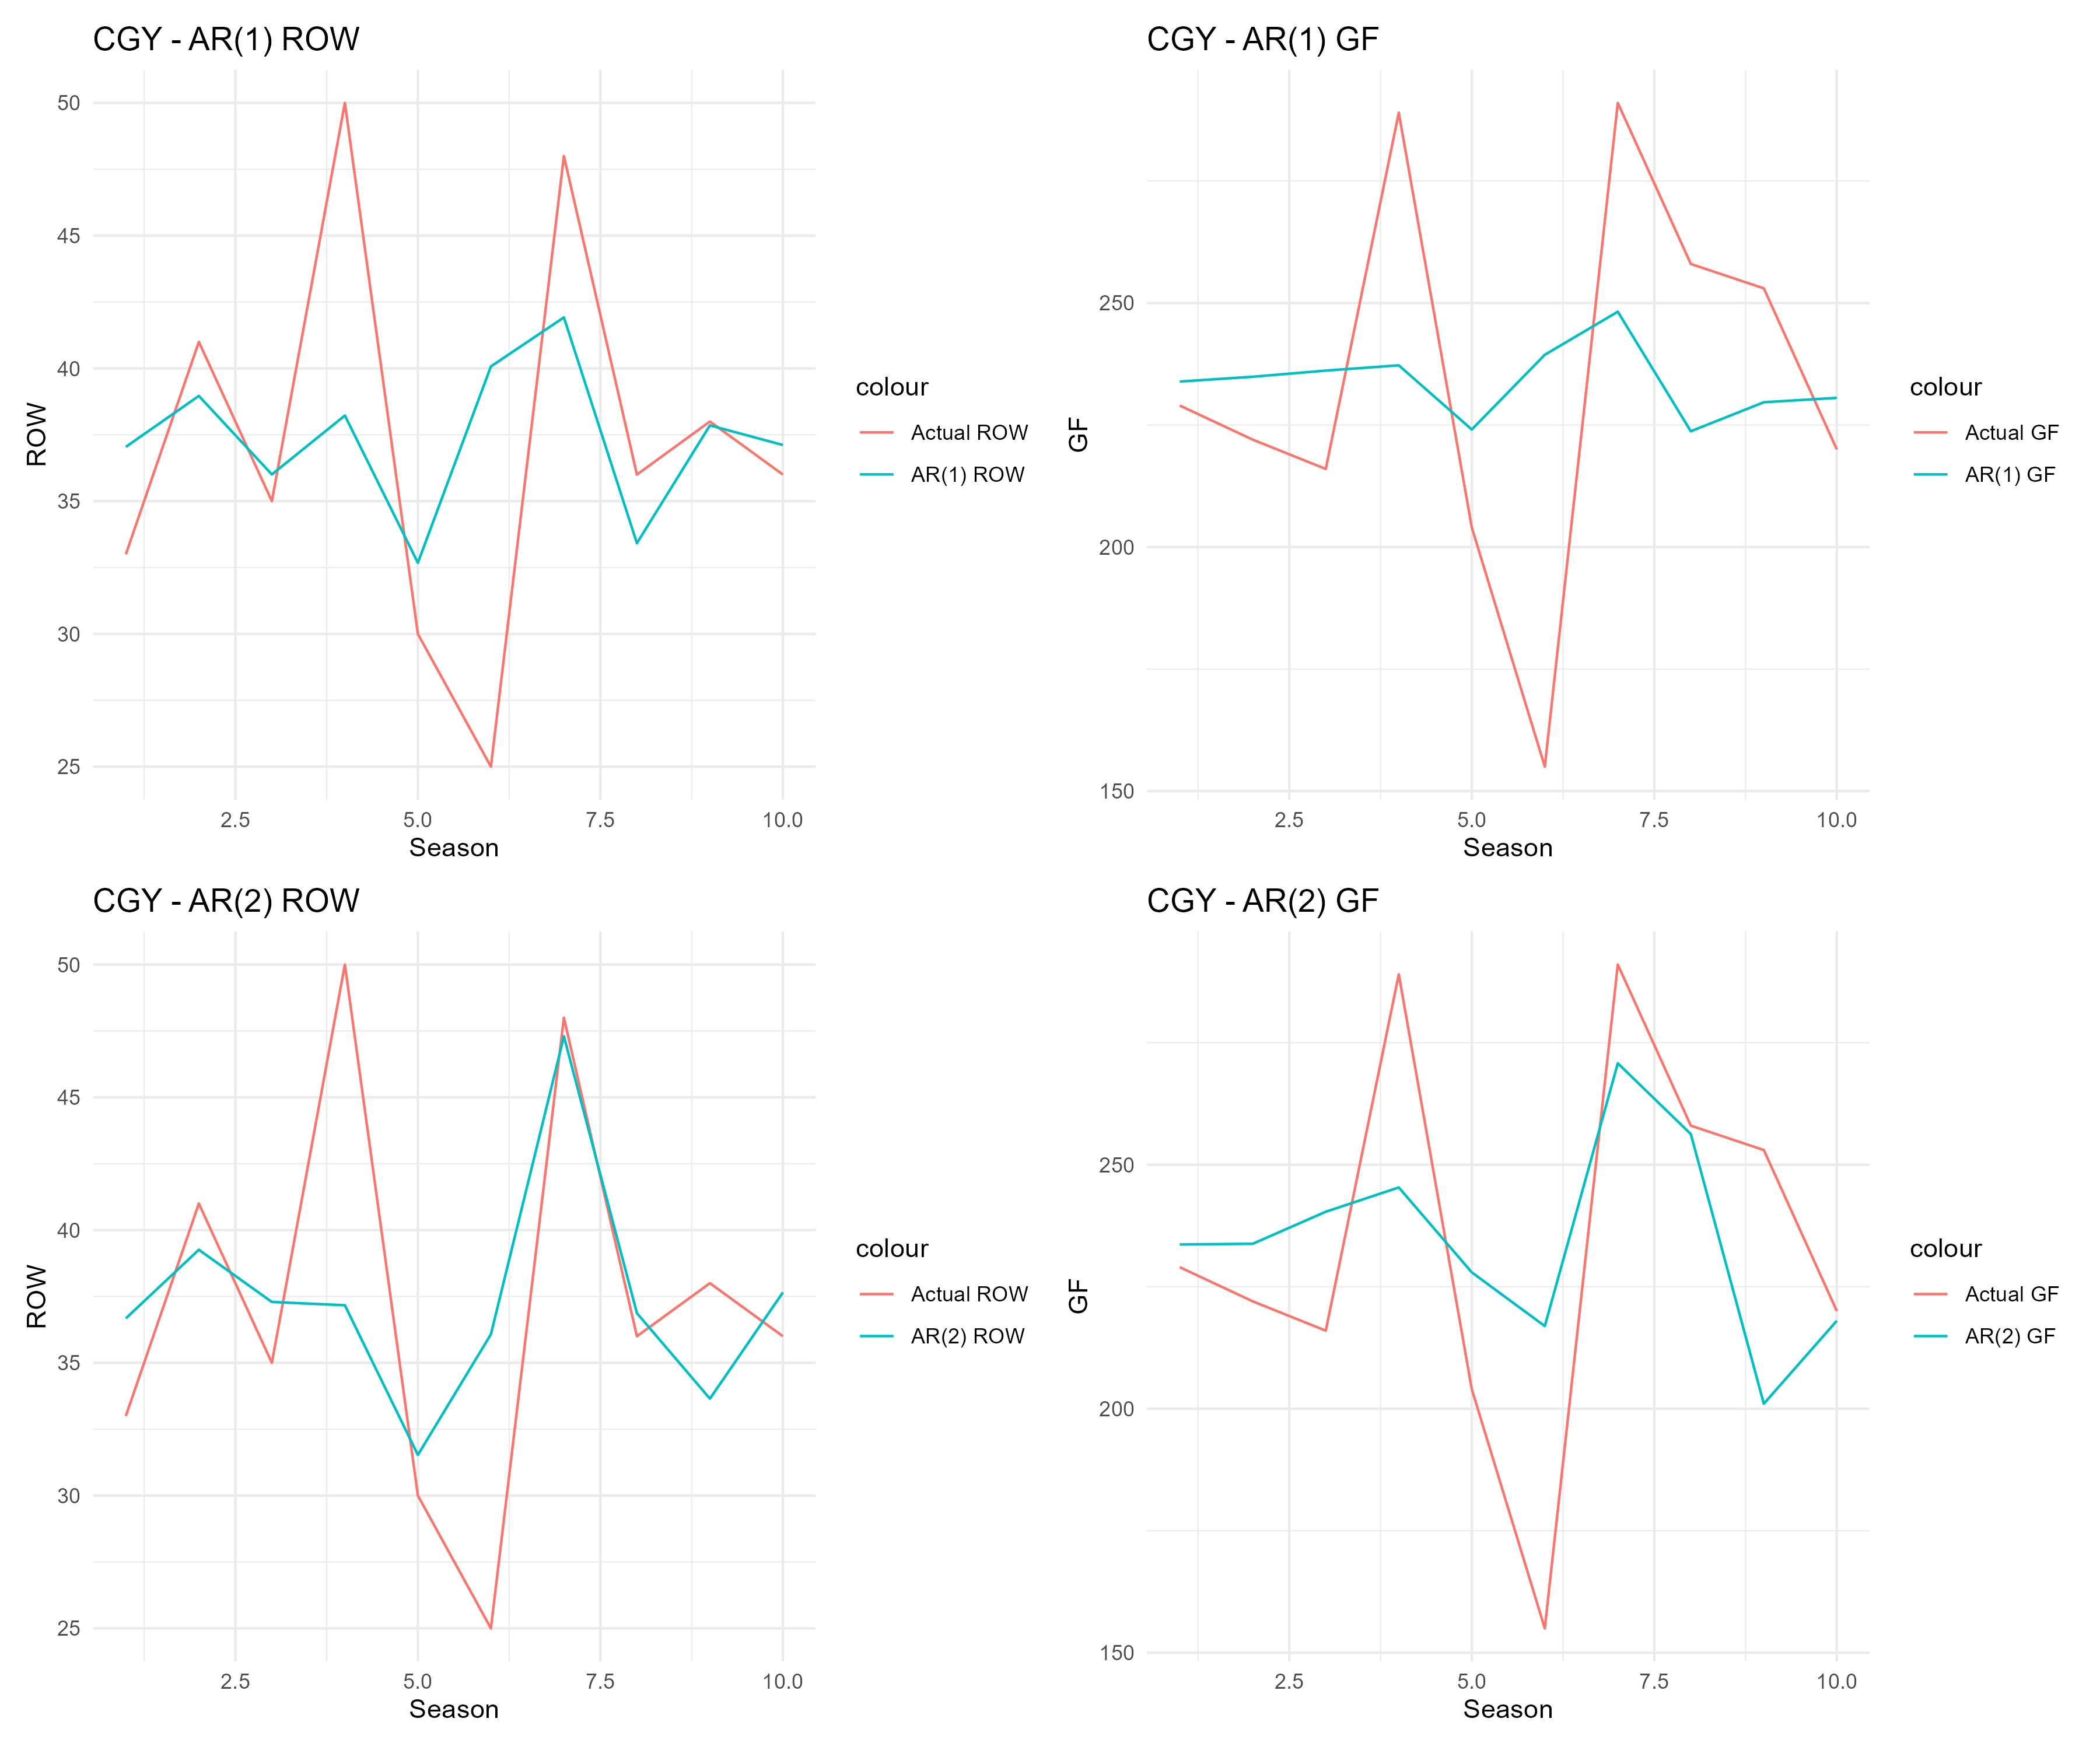 CGY - AR(1) ROW
50
45
40
35
30
25
ROW
2.5 5.0 7.5 10.0
Season
colour
Actual ROW
AR(1) ROW
CGY - AR(1) GF
250
200
150
GF
2.5 5.0 7.5 10.0
Season
colour
Actual GF
AR(1) GF
CGY - AR(2) ROW
50
45
40
35
30
25
ROW
2.5 5.0 7.5 10.0
Season
colour
Actual ROW
AR(2) ROW
CGY - AR(2) GF
250
200
150
GF
2.5 5.0 7.5 10.0
Season
colour
Actual GF
AR(2) GF